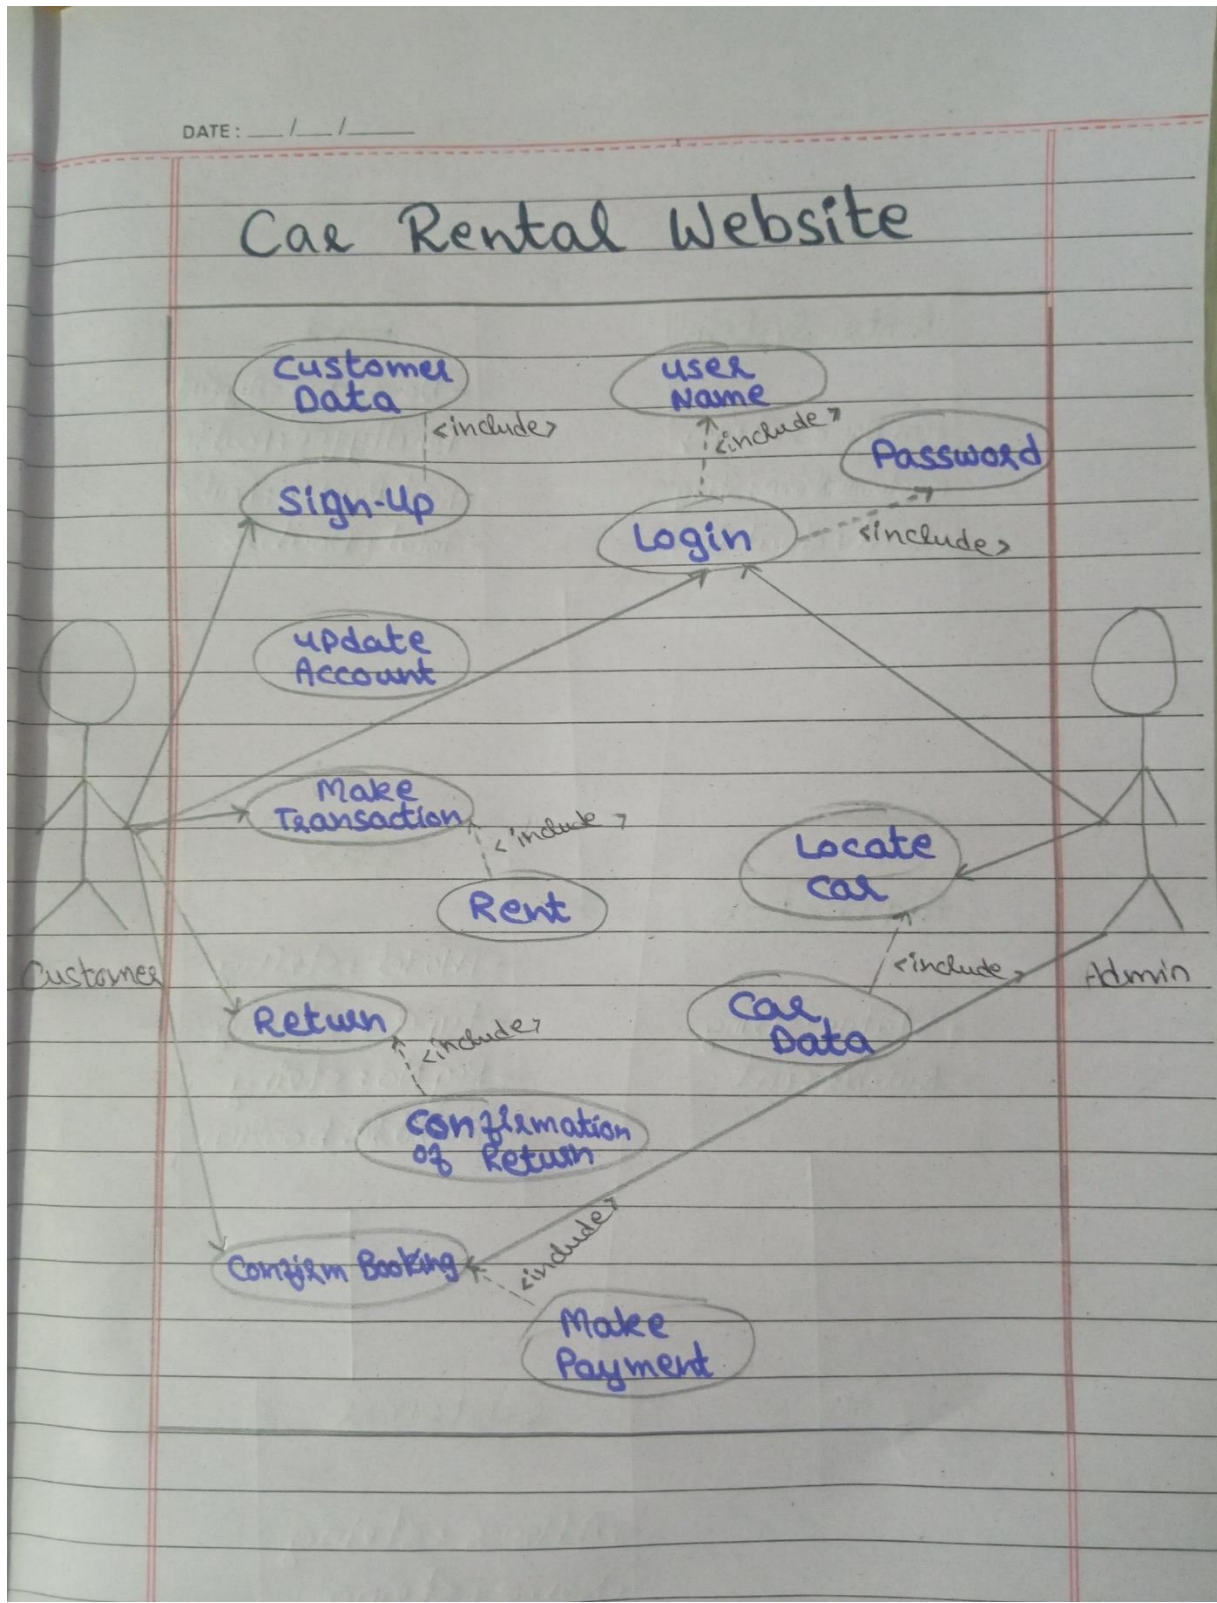 DATE: __/__/____
Car Rental Website
Customer
Data
<include>
Sign-Up
User
Name
<include>
Password
Login
<include>
Update
Account
Make
Transaction
<include>
Rent
Locate
Car
<include>
Car
Data
Customer
Admin
Return
<include>
Confirmation
of Return
Confirm Booking
<include>
Make
Payment